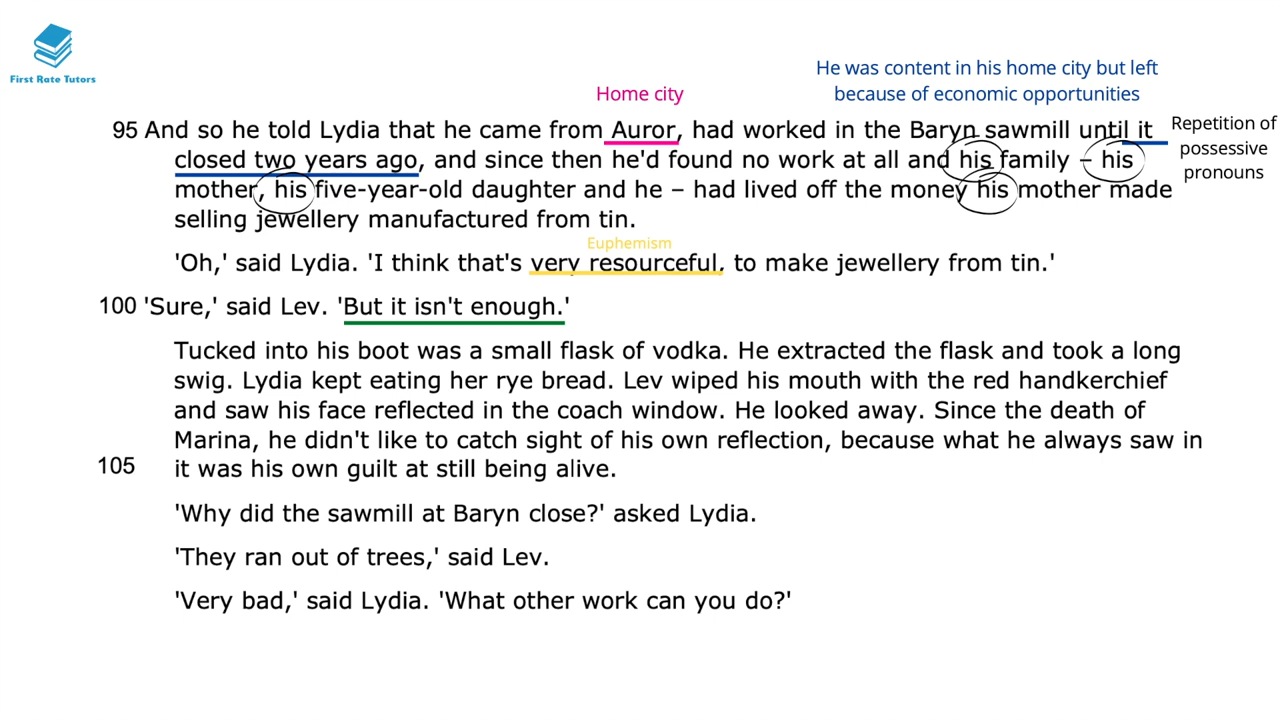 First Rate Tutors
He was content in his home city but left
because of economic opportunities
Home city
Repetition of
possessive
pronouns
95 And so he told Lydia that he came from Auror, had worked in the Baryn sawmill until it
closed two years ago, and since then he'd found no work at all and his family – his
mother, his five-year-old daughter and he – had lived off the money his mother made
selling jewellery manufactured from tin.
Euphemism
'Oh,' said Lydia. 'I think that's very resourceful, to make jewellery from tin.'
100 'Sure,' said Lev. 'But it isn't enough.'
Tucked into his boot was a small flask of vodka. He extracted the flask and took a long
swig. Lydia kept eating her rye bread. Lev wiped his mouth with the red handkerchief
and saw his face reflected in the coach window. He looked away. Since the death of
Marina, he didn't like to catch sight of his own reflection, because what he always saw in
105 it was his own guilt at still being alive.
'Why did the sawmill at Baryn close?' asked Lydia.
'They ran out of trees,' said Lev.
'Very bad,' said Lydia. 'What other work can you do?'